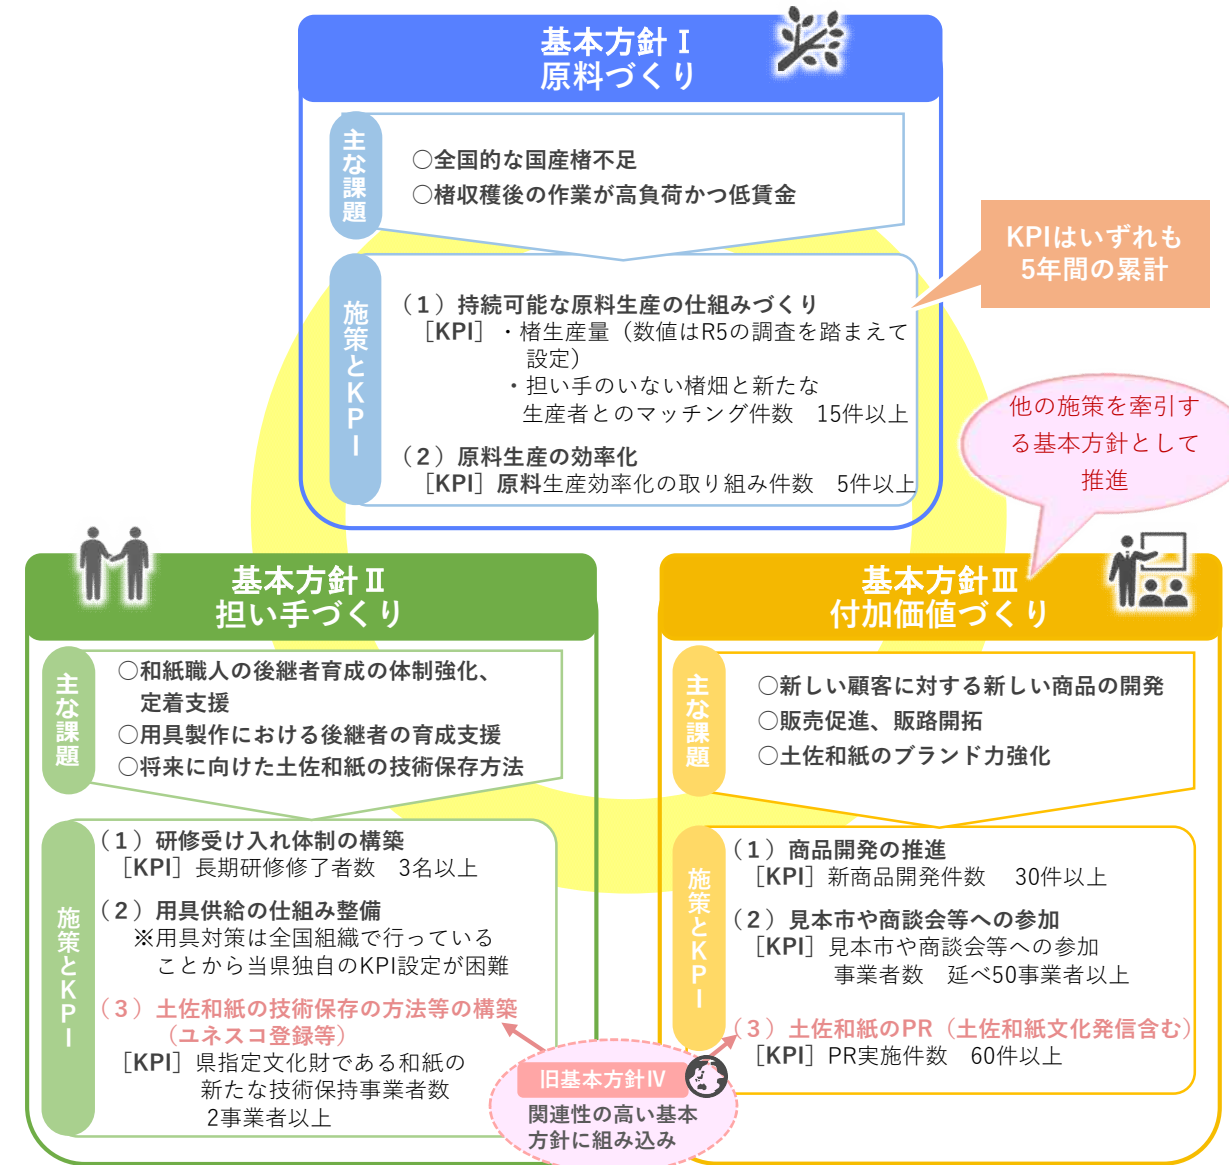 基本方針Ⅰ
原料づくり
主な課題
○全国的な国産楮不足
○楮収穫後の作業が高負荷かつ低賃金
KPIはいずれも
5年間の累計
施策とKPI
(1)持続可能な原料生産の仕組みづくり
[KPI]・楮生産量(数値はR5の調査を踏まえて
設定)
・担い手のいない楮畑と新たな
生産者とのマッチング件数 15件以上
(2)原料生産の効率化
[KPI]原料生産効率化の取り組み件数 5件以上
他の施策を牽引す
る基本方針として
推進
基本方針Ⅱ
担い手づくり
主な課題
○和紙職人の後継者育成の体制強化、
定着支援
○用具製作における後継者の育成支援
○将来に向けた土佐和紙の技術保存方法
施策とKPI
(1)研修受け入れ体制の構築
[KPI]長期研修修了者数 3名以上
(2)用具供給の仕組み整備
※用具対策は全国組織で行っている
ことから当県独自のKPI設定が困難
(3)土佐和紙の技術保存の方法等の構築
(ユネスコ登録等)
[KPI]県指定文化財である和紙の
新たな技術保持事業者数
2事業者以上
基本方針Ⅲ
付加価値づくり
主な課題
○新しい顧客に対する新しい商品の開発
○販売促進、販路開拓
○土佐和紙のブランド力強化
施策とKPI
(1)商品開発の推進
[KPI]新商品開発件数 30件以上
(2)見本市や商談会等への参加
[KPI]見本市や商談会等への参加
事業者数 延べ50事業者以上
(3)土佐和紙のPR(土佐和紙文化発信含む)
[KPI]PR実施件数 60件以上
旧基本方針Ⅳ
関連性の高い基本
方針に組み込み